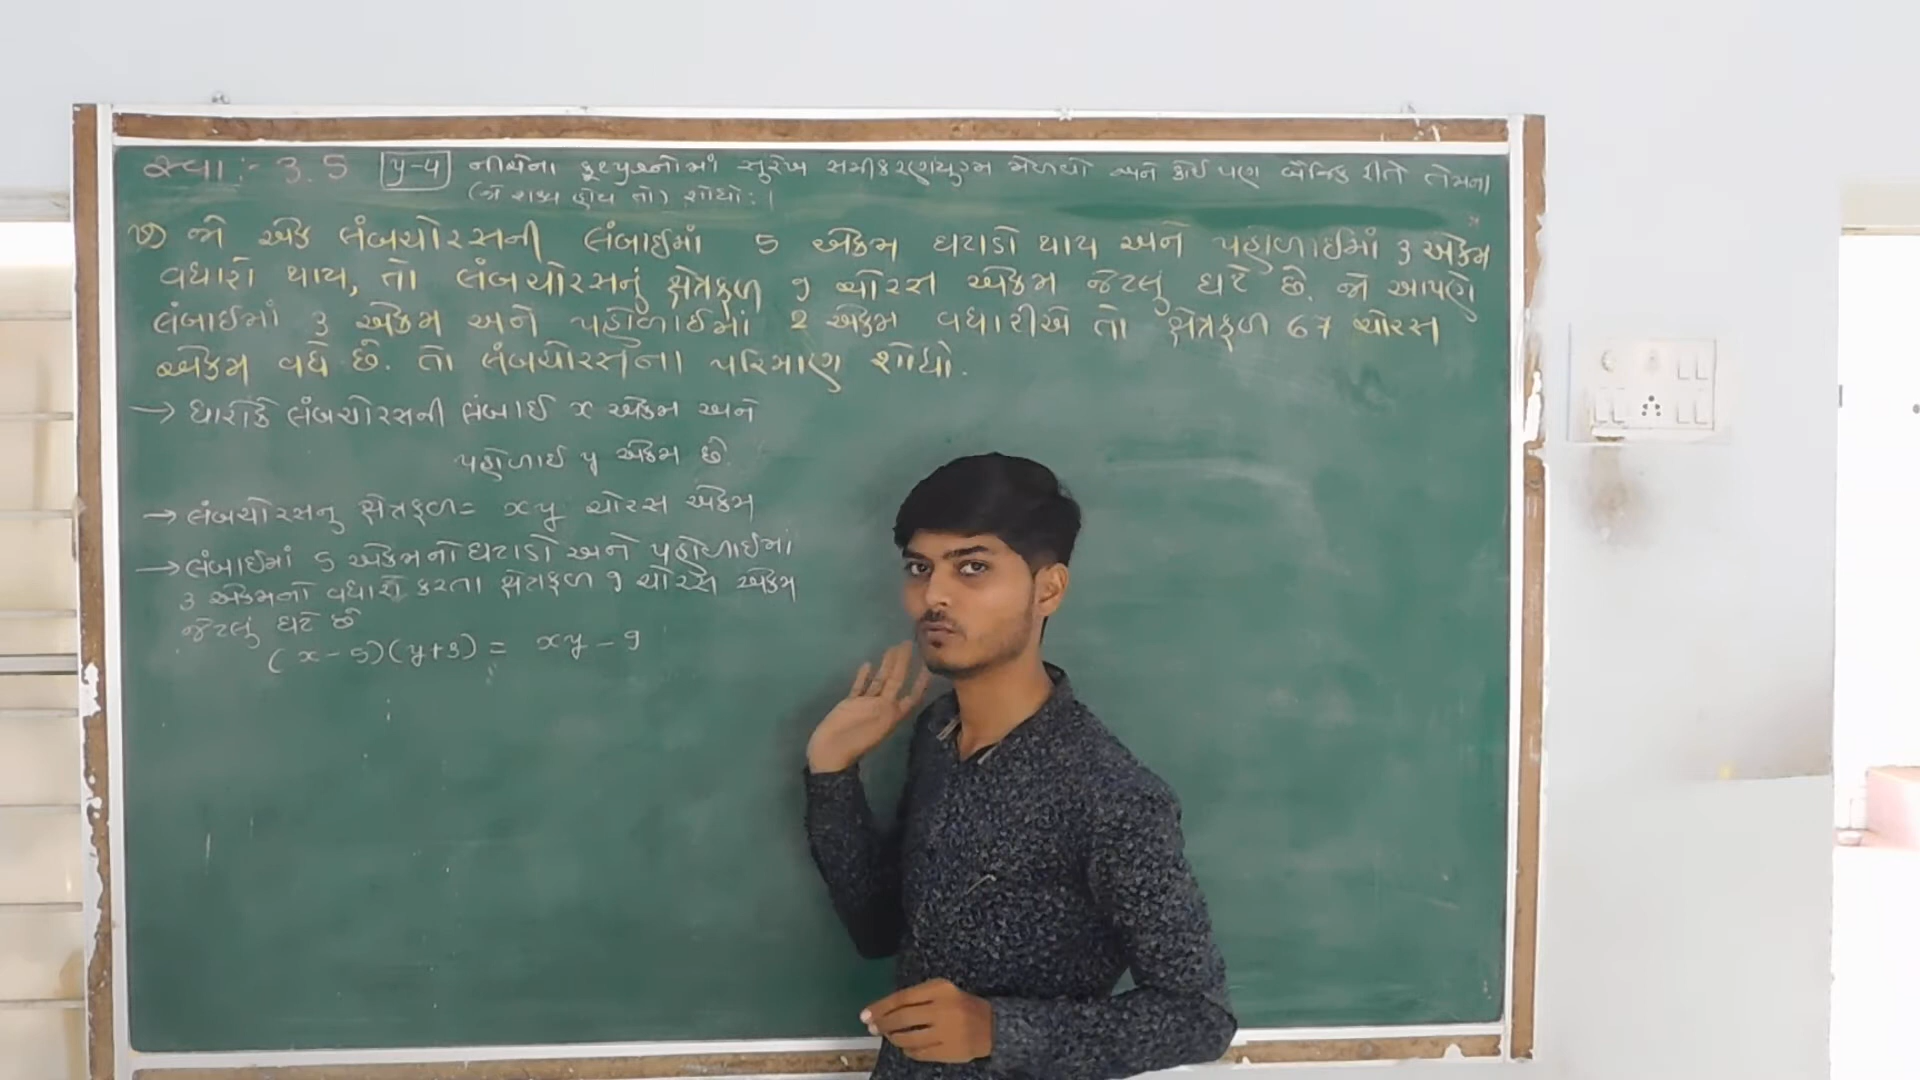 સ્વા :- 3.5 પ્ર-4 નીચેના કૂટપ્રશ્નોમાં સુરેખ સમીકરણયુગ્મ મેળવો અને કોઈ પણ બૈજિક રીતે તેમના
(જો શક્ય હોય તો) શોધો :
જો એક લંબચોરસની લંબાઈમાં 5 એકમ ઘટાડો થાય અને પહોળાઈમાં 3 એકમ
વધારો થાય, તો લંબચોરસનું ક્ષેત્રફળ 9 ચોરસ એકમ જેટલું ઘટે છે. જો આપણે
લંબાઈમાં 3 એકમ અને પહોળાઈમાં 2 એકમ વધારીએ તો ક્ષેત્રફળ 67 ચોરસ
એકમ વધે છે. તો લંબચોરસના પરિમાણ શોધો.
→ ધારોકે લંબચોરસની લંબાઈ x એકમ અને
પહોળાઈ y એકમ છે.
→ લંબચોરસનુ ક્ષેત્રફળ = xy ચોરસ એકમ
→ લંબાઈમાં 5 એકમનો ઘટાડો અને પહોળાઈમાં
3 એકમનો વધારો કરતા ક્ષેત્રફળ 9 ચોરસ એકમ
જેટલું ઘટે છે
(x-5)(y+3) = xy - 9